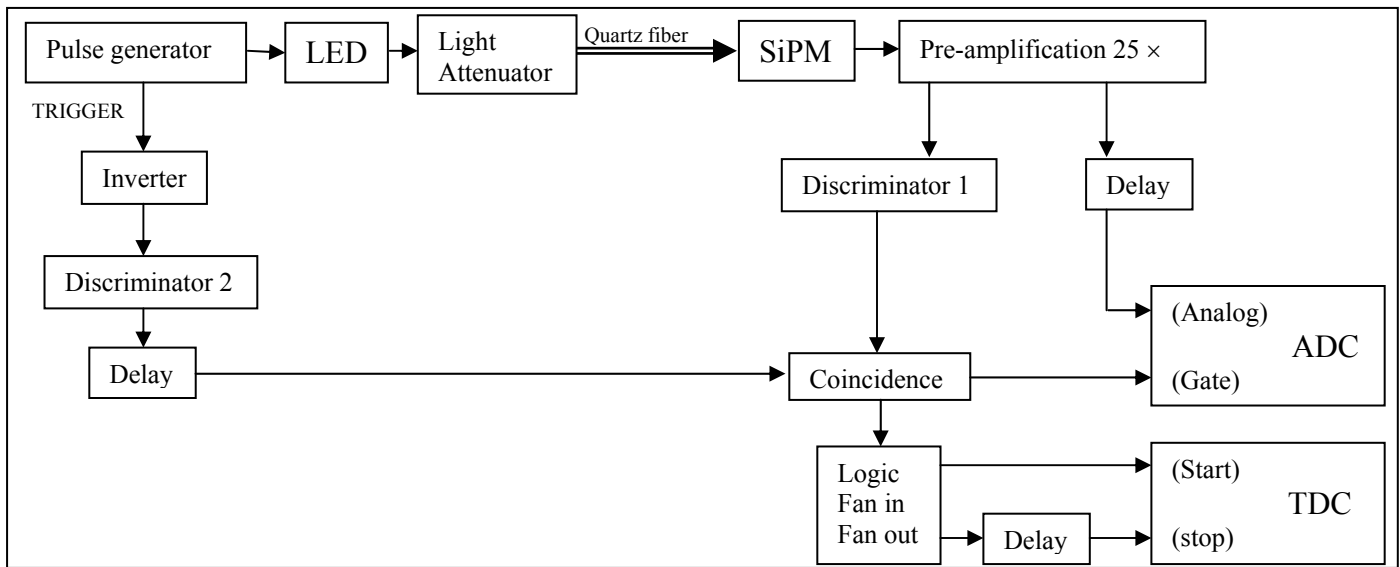 Pulse generator
LED
Light
Attenuator
Quartz fiber
SiPM
Pre-amplification 25 ×
TRIGGER
Inverter
Discriminator 1
Delay
Discriminator 2
(Analog)
ADC
Delay
Coincidence
(Gate)
Logic
Fan in
Fan out
(Start)
TDC
Delay
(stop)